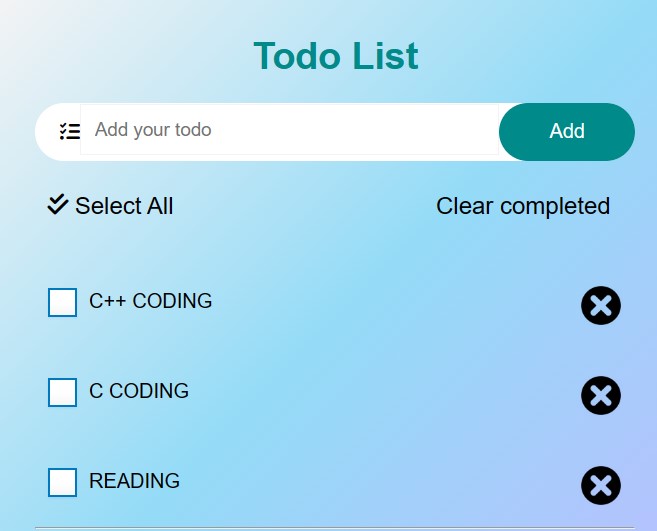 Todo List
Add your todo
Add
Select All
Clear completed
C++ CODING
C CODING
READING